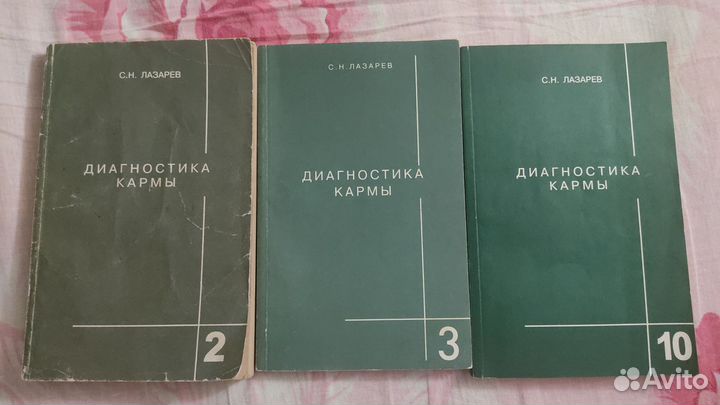 С.Н. ЛАЗАРЕВ
ДИАГНОСТИКА
КАРМЫ
2
С.Н. ЛАЗАРЕВ
ДИАГНОСТИКА
КАРМЫ
3
С.Н. ЛАЗАРЕВ
ДИАГНОСТИКА
КАРМЫ
10
Avito